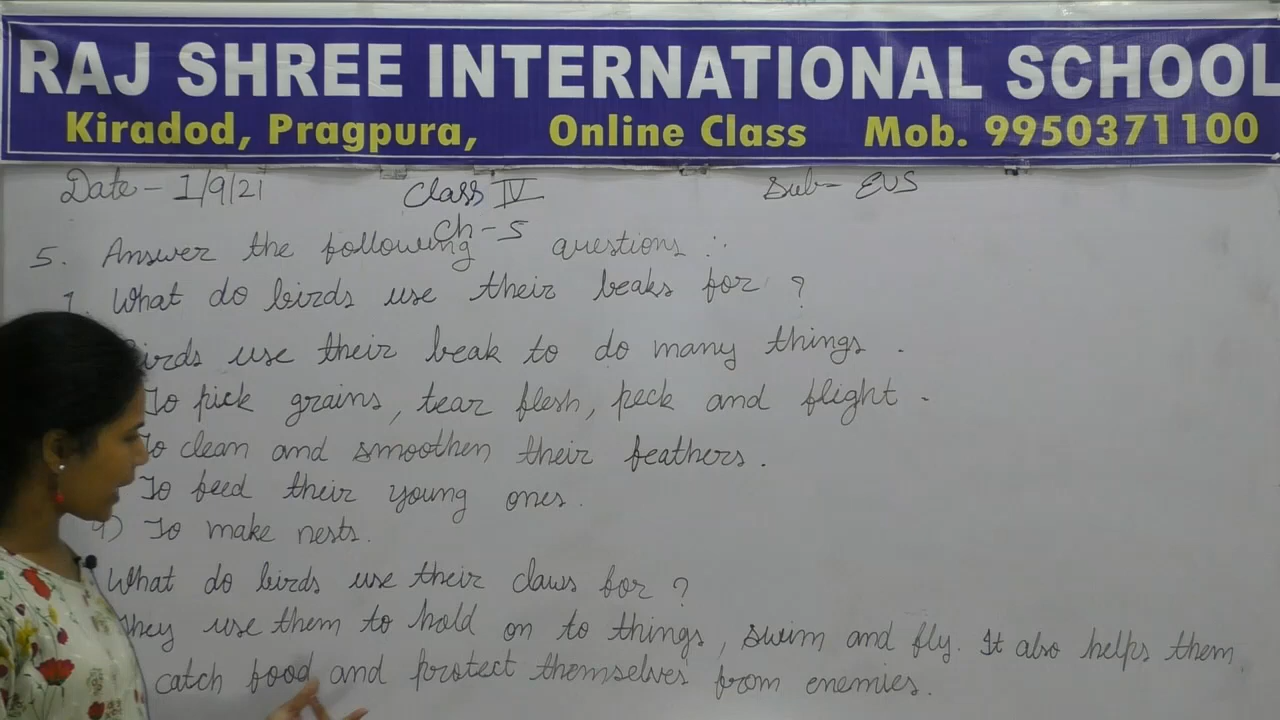 RAJ SHREE INTERNATIONAL SCHOOL
Kiradod, Pragpura, Online Class Mob. 9950371100
Date - 1/9/21 Class IV Sub- EVS
Ch - 5
5. Answer the following questions :.
1. What do birds use their beaks for ?
irds use their beak to do many things .
To pick grains, tear flesh, peck and flight .
To clean and smoothen their feathers .
To feed their young ones .
4) To make nests .
What do birds use their claws for ?
They use them to hold on to things, swim and fly. It also helps them
catch food and protect themselves from enemies .